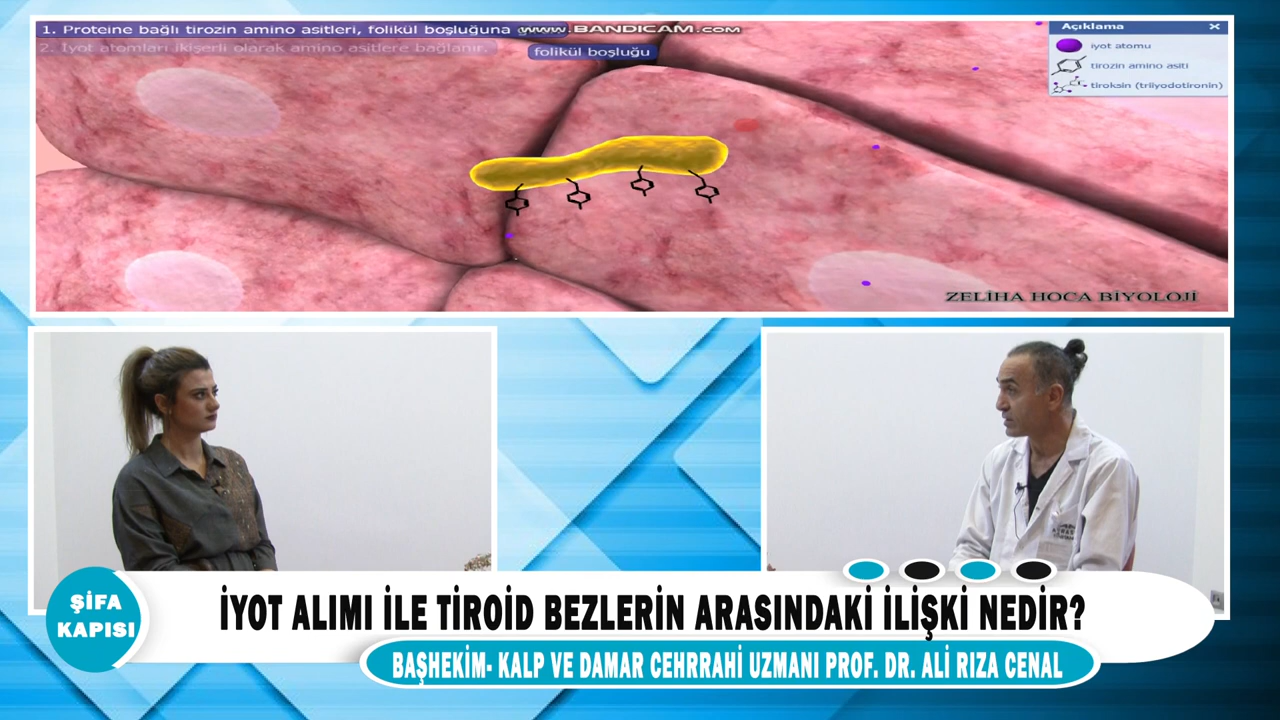 1. Proteine bağlı tirozin amino asitleri, folikül boşluğuna
www.BANDICAM.com
2. İyot atomları ikişerli olarak amino asitlere bağlanır.
folikül boşluğu
Açıklama
iyot atomu
tirozin amino asiti
tiroksin (triiyodotironin)
ZELİHA HOCA BİYOLOJİ
ŞİFA
KAPISI
İYOT ALIMI İLE TİROİD BEZLERİN ARASINDAKİ İLİŞKİ NEDİR?
BAŞHEKİM- KALP VE DAMAR CEHRRAHİ UZMANI PROF. DR. ALİ RIZA CENAL